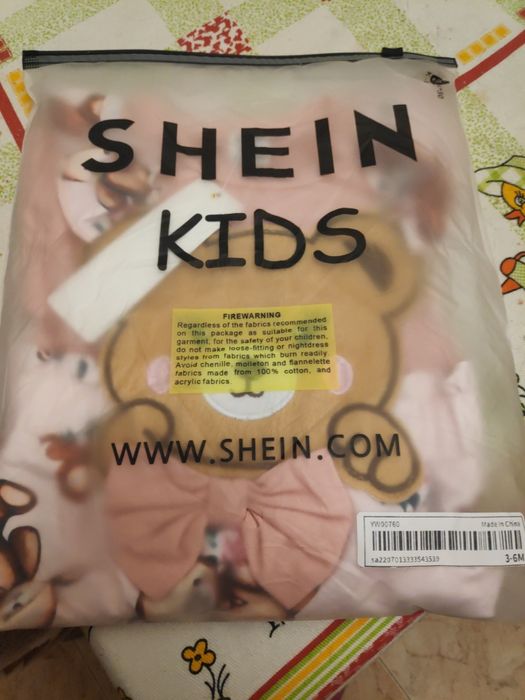 SHEIN
KIDS
FIREWARNING
Regardless of the fabrics recommended
on this package as suitable for this
garment, for the safety of your children,
do not make loose-fitting or nightdress
styles from fabrics which burn readily.
Avoid chenille, molleton and flannelette
fabrics made from 100% cotton, and
acrylic fabrics.
WWW.SHEIN.COM
YW00760 Made in China
sa2207013333543539
3-6M